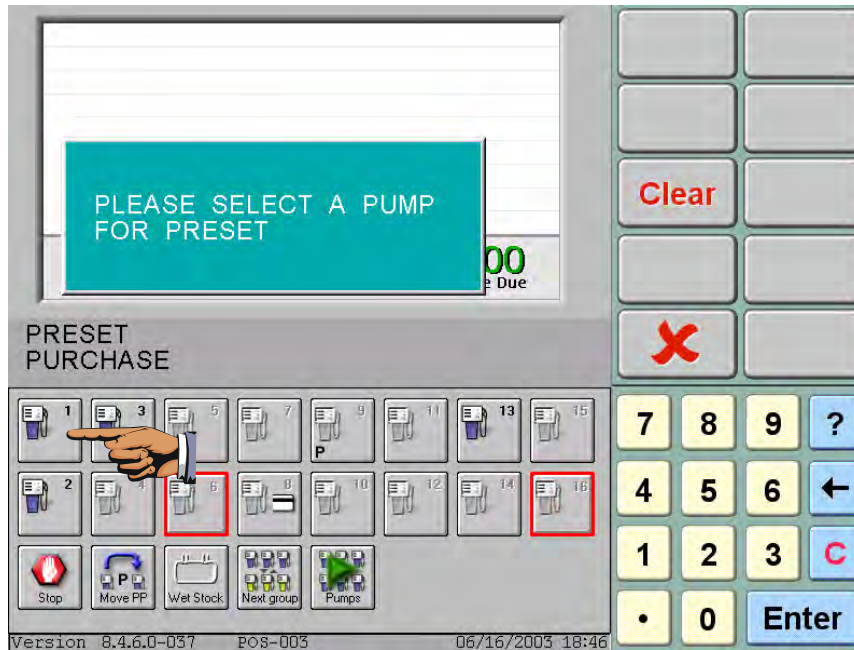 PLEASE SELECT A PUMP
FOR PRESET
00
e Due
PRESET
PURCHASE
Clear
1 3 5 7 9 11 13 15
P
2 4 6 8 10 12 14 16
P
Stop Move PP Wet Stock Next group Pumps
7 8 9 ?
4 5 6 ←
1 2 3 C
• 0 Enter
Version 8.4.6.0-037 POS-003 06/16/2003 18:46